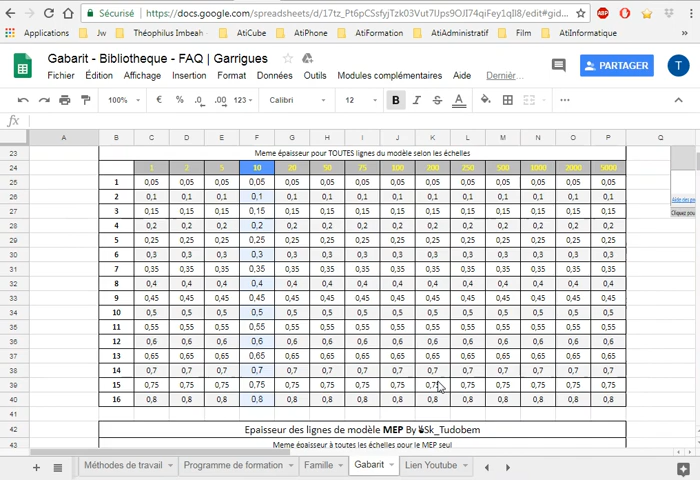 Sécurisé https://docs.google.com/spreadsheets/d/17tz_Pt6pCSsfyjTzk03Vut7Ups9OJI74qiFey1qlI8/edit#gid
Applications Jw Théophilus Imbeah - AtiCube AtiPhone AtiFormation AtiAdministratif Film AtiInformatique
Gabarit - Bibliotheque - FAQ | Garrigues
PARTAGER T
Fichier Édition Affichage Insertion Format Données Outils Modules complémentaires Aide Dernièr...
100% € % .0 .00 123 Calibri 12 B I S A ...
fx
A B C D E F G H I J K L M N O P Q
23 Meme épaisseur pour TOUTES lignes du modèle selon les échelles
24 1 2 5 10 20 50 75 100 200 250 500 1000 2000 5000
25 1 0,05 0,05 0,05 0,05 0,05 0,05 0,05 0,05 0,05 0,05 0,05 0,05 0,05 0,05
26 2 0,1 0,1 0,1 0,1 0,1 0,1 0,1 0,1 0,1 0,1 0,1 0,1 0,1 0,1
27 3 0,15 0,15 0,15 0,15 0,15 0,15 0,15 0,15 0,15 0,15 0,15 0,15 0,15 0,15
28 4 0,2 0,2 0,2 0,2 0,2 0,2 0,2 0,2 0,2 0,2 0,2 0,2 0,2 0,2
29 5 0,25 0,25 0,25 0,25 0,25 0,25 0,25 0,25 0,25 0,25 0,25 0,25 0,25 0,25
30 6 0,3 0,3 0,3 0,3 0,3 0,3 0,3 0,3 0,3 0,3 0,3 0,3 0,3 0,3
31 7 0,35 0,35 0,35 0,35 0,35 0,35 0,35 0,35 0,35 0,35 0,35 0,35 0,35 0,35
32 8 0,4 0,4 0,4 0,4 0,4 0,4 0,4 0,4 0,4 0,4 0,4 0,4 0,4 0,4
33 9 0,45 0,45 0,45 0,45 0,45 0,45 0,45 0,45 0,45 0,45 0,45 0,45 0,45 0,45
34 10 0,5 0,5 0,5 0,5 0,5 0,5 0,5 0,5 0,5 0,5 0,5 0,5 0,5 0,5
35 11 0,55 0,55 0,55 0,55 0,55 0,55 0,55 0,55 0,55 0,55 0,55 0,55 0,55 0,55
36 12 0,6 0,6 0,6 0,6 0,6 0,6 0,6 0,6 0,6 0,6 0,6 0,6 0,6 0,6
37 13 0,65 0,65 0,65 0,65 0,65 0,65 0,65 0,65 0,65 0,65 0,65 0,65 0,65 0,65
38 14 0,7 0,7 0,7 0,7 0,7 0,7 0,7 0,7 0,7 0,7 0,7 0,7 0,7 0,7
39 15 0,75 0,75 0,75 0,75 0,75 0,75 0,75 0,75 0,75 0,75 0,75 0,75 0,75 0,75
40 16 0,8 0,8 0,8 0,8 0,8 0,8 0,8 0,8 0,8 0,8 0,8 0,8 0,8 0,8
41
42 Epaisseur des lignes de modèle MEP By Sk_Tudobem
43 Meme épaisseur à toutes les échelles pour le MEP seul
Aide des
Cliquez pou
Méthodes de travail Programme de formation Famille Gabarit Lien Youtube